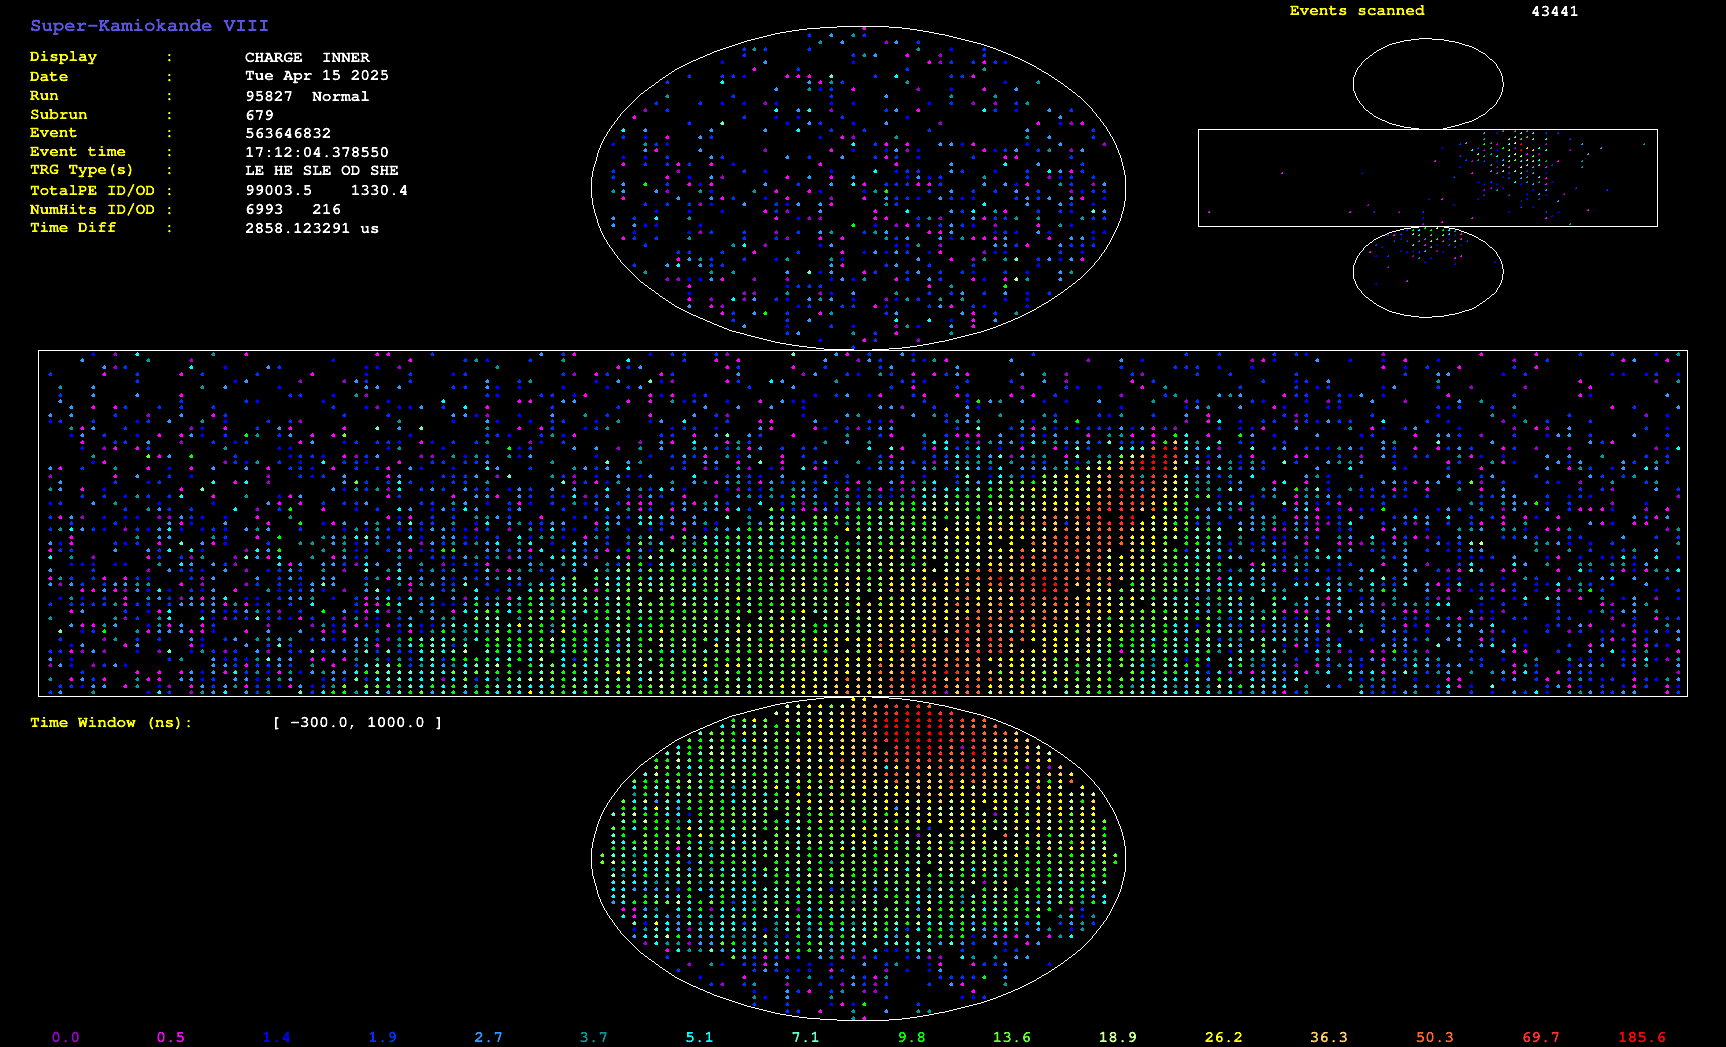 Super-Kamiokande VIII
Events scanned 43441
Display : CHARGE INNER
Date : Tue Apr 15 2025
Run : 95827 Normal
Subrun : 679
Event : 563646832
Event time : 17:12:04.378550
TRG Type(s) : LE HE SLE OD SHE
TotalPE ID/OD : 99003.5 1330.4
NumHits ID/OD : 6993 216
Time Diff : 2858.123291 us
Time Window (ns): [ -300.0, 1000.0 ]
0.0 0.5 1.4 1.9 2.7 3.7 5.1 7.1 9.8 13.6 18.9 26.2 36.3 50.3 69.7 185.6